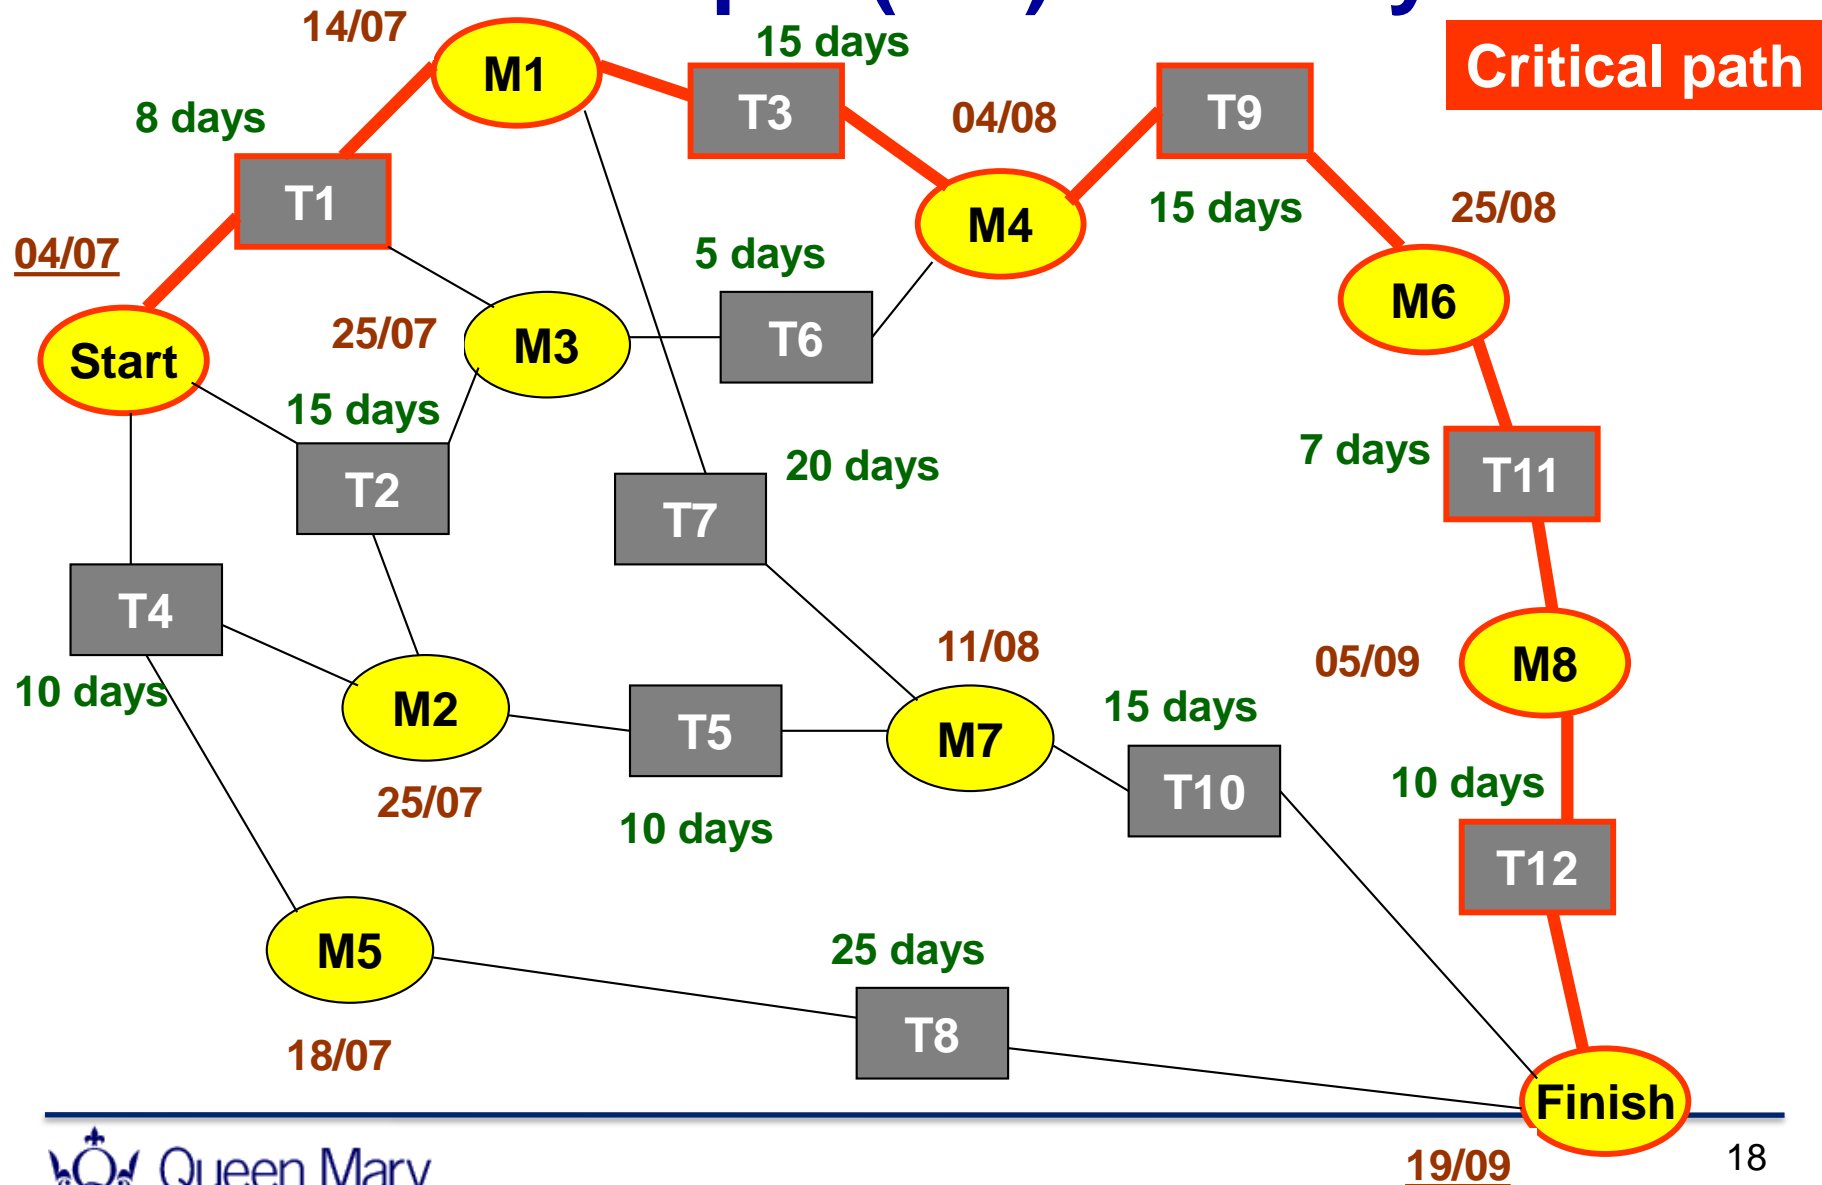 14/07
M1
15 days
Critical path
8 days
T3
04/08
T9
T1
15 days
25/08
04/07
M4
5 days
M6
25/07
M3
T6
Start
15 days
7 days
T11
T2
20 days
T7
T4
11/08
05/09
M8
10 days
M2
T5
M7
15 days
T10
25/07
10 days
10 days
T12
M5
25 days
T8
18/07
Finish
19/09
18
Queen Mary